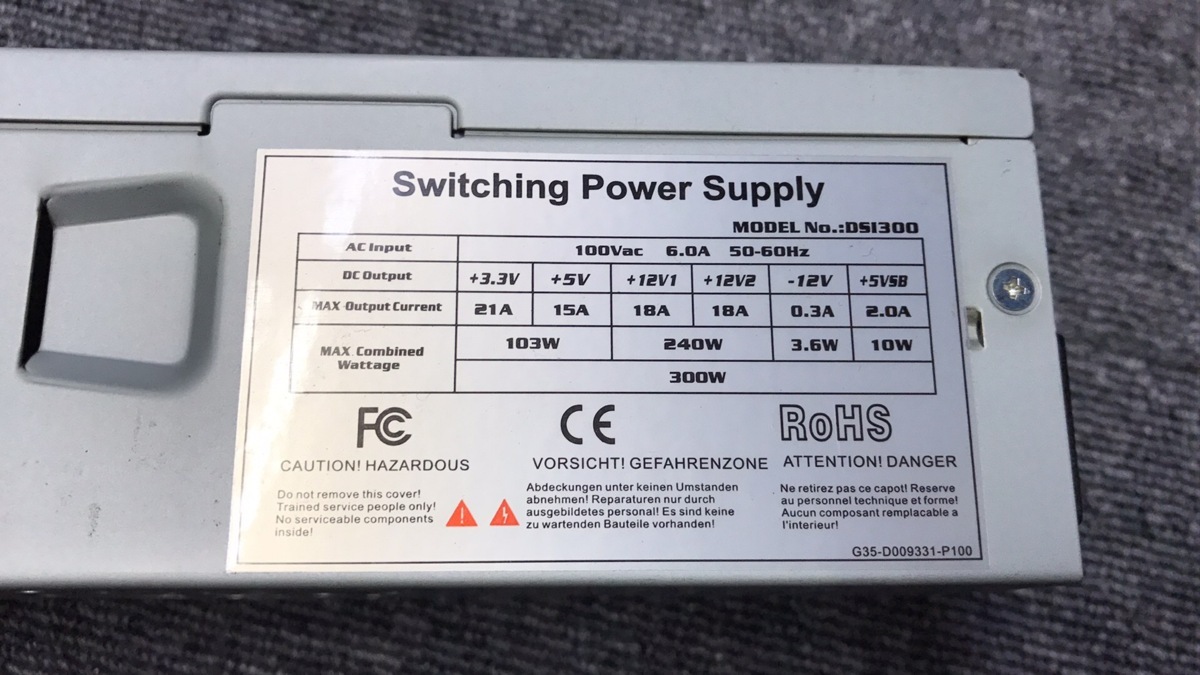 Switching Power Supply
MODEL No.:DSI300
AC Input 100Vac 6.0A 50-60Hz
DC Output +3.3V +5V +12V1 +12V2 -12V +5VSB
MAX Output Current 21A 15A 18A 18A 0.3A 2.0A
MAX Combined Wattage 103W 240W 3.6W 10W
300W
FC CE RoHS
CAUTION! HAZARDOUS
Do not remove this cover!
Trained service people only!
No serviceable components
inside!
VORSICHT! GEFAHRENZONE
Abdeckungen unter keinen Umstanden
abnehmen! Reparaturen nur durch
ausgebildetes personal! Es sind keine
zu wartenden Bauteile vorhanden!
ATTENTION! DANGER
Ne retirez pas ce capot! Reserve
au personnel technique et forme!
Aucun composant remplacable a
l'interieur!
G35-D009331-P100